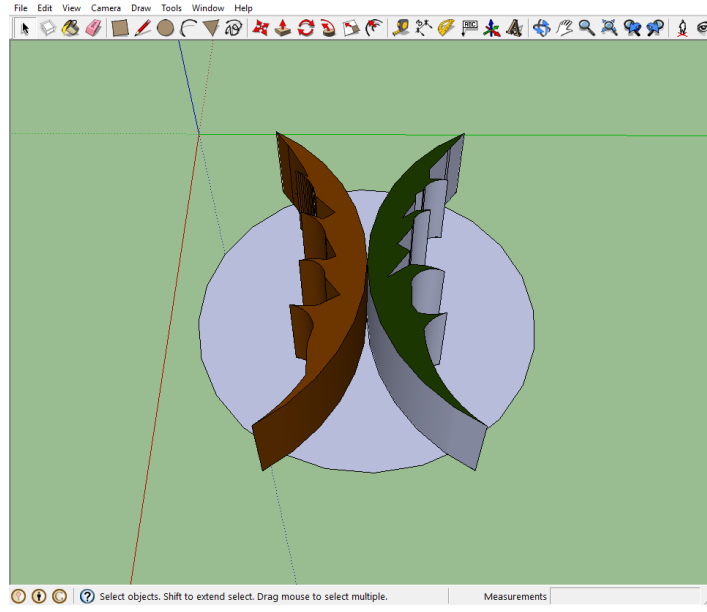 File Edit View Camera Draw Tools Window Help
ABC
Select objects. Shift to extend select. Drag mouse to select multiple. Measurements